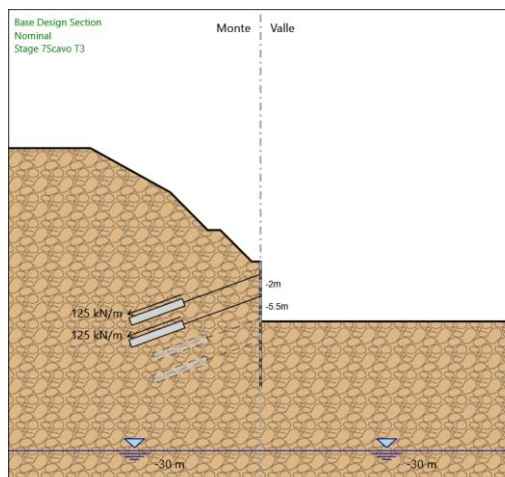 Base Design Section
Nominal
Stage 7Scavo T3
Monte
Valle
-2m
-5.5m
125 kN/m
125 kN/m
-30 m
-30 m